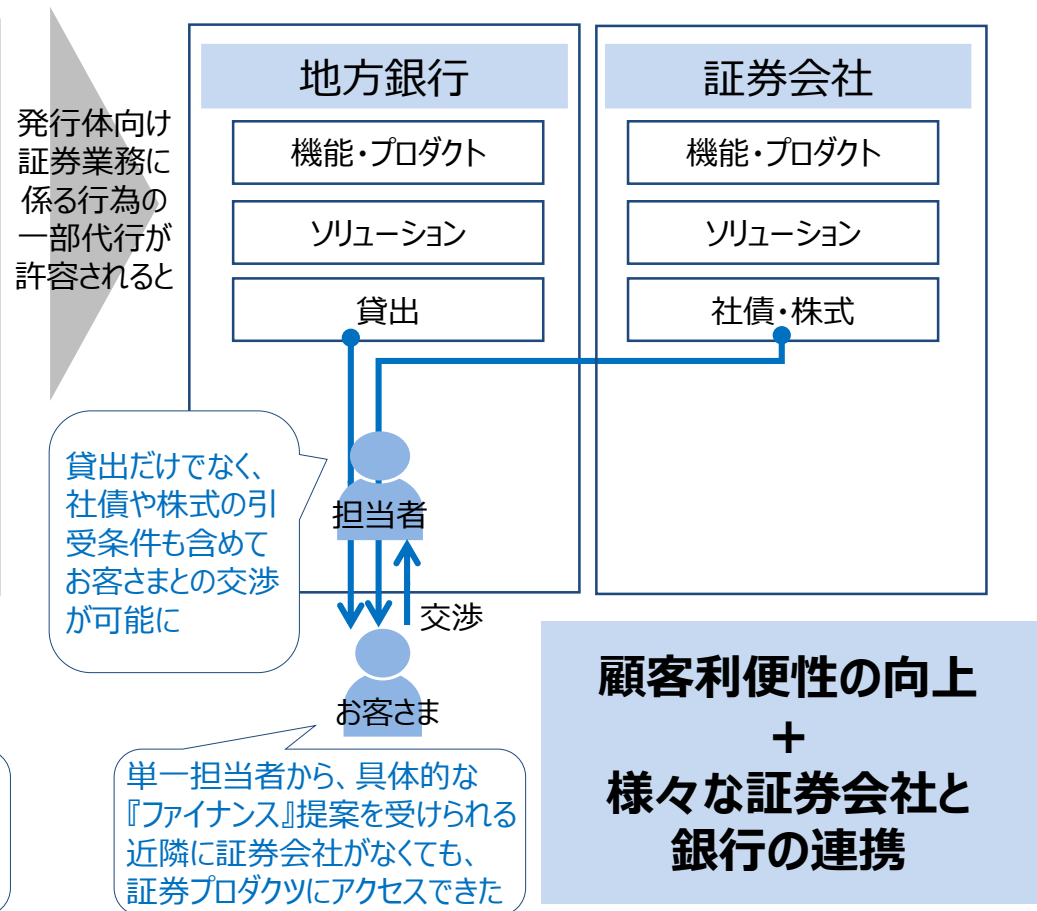 発行体向け
証券業務に
係る行為の
一部代行が
許容されると
地方銀行
機能・プロダクト
ソリューション
貸出
証券会社
機能・プロダクト
ソリューション
社債・株式
貸出だけでなく、
社債や株式の引
受条件も含めて
お客さまとの交渉
が可能に
担当者
交渉
お客さま
単一担当者から、具体的な
『ファイナンス』提案を受けられる
近隣に証券会社がなくても、
証券プロダクツにアクセスできた
顧客利便性の向上
+
様々な証券会社と
銀行の連携